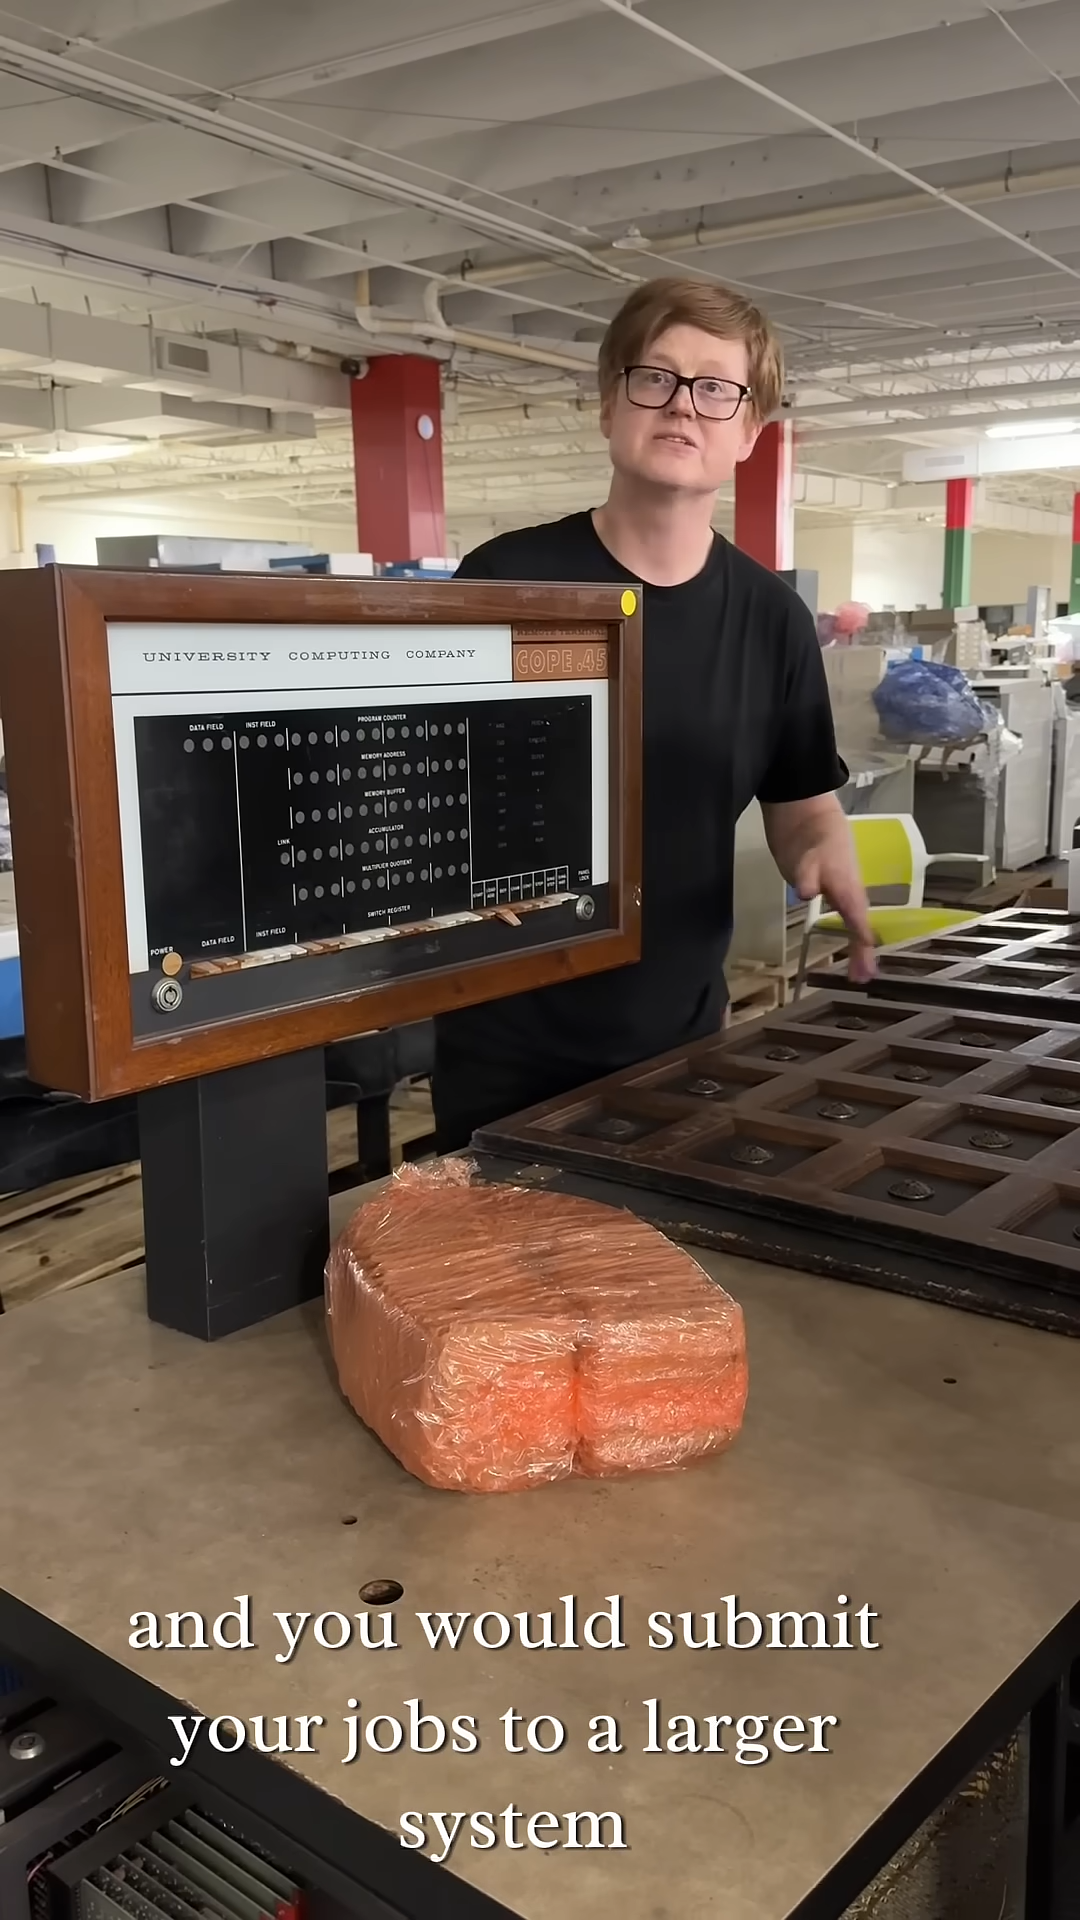 REMOTE TERMINAL
UNIVERSITY COMPUTING COMPANY
COPE .45
DATA FIELD INST FIELD PROGRAM COUNTER
MEMORY ADDRESS
MEMORY BUFFER
LINK ACCUMULATOR
MULTIPLIER QUOTIENT
PANEL LOCK
SWITCH REGISTER
POWER DATA FIELD INST FIELD
and you would submit
your jobs to a larger
system